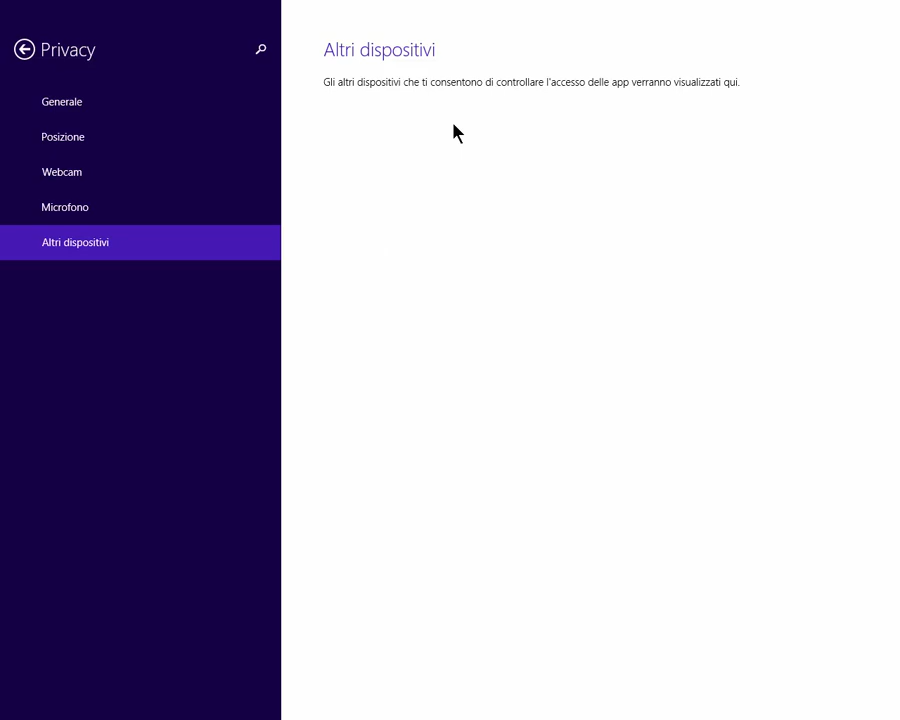 Privacy
Generale
Posizione
Webcam
Microfono
Altri dispositivi
Altri dispositivi
Gli altri dispositivi che ti consentono di controllare l'accesso delle app verranno visualizzati qui.